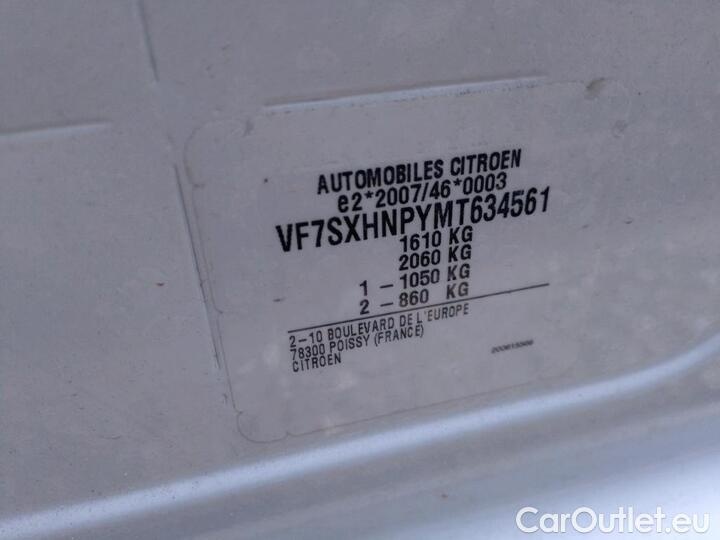 AUTOMOBILES CITROEN
e2*2007/46*0003
VF7SXHNPYMT634561
1610 KG
2060 KG
1 - 1050 KG
2 - 860 KG
2-10 BOULEVARD DE L'EUROPE
78300 POISSY (FRANCE)
CITROEN
CarOutlet.eu